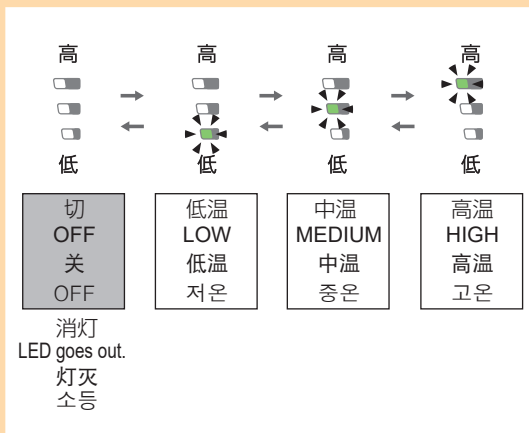 高
低
高
低
高
低
高
低
切
OFF
关
OFF
低温
LOW
低温
저온
中温
MEDIUM
中温
중온
高温
HIGH
高温
고온
消灯
LED goes out.
灯灭
소등